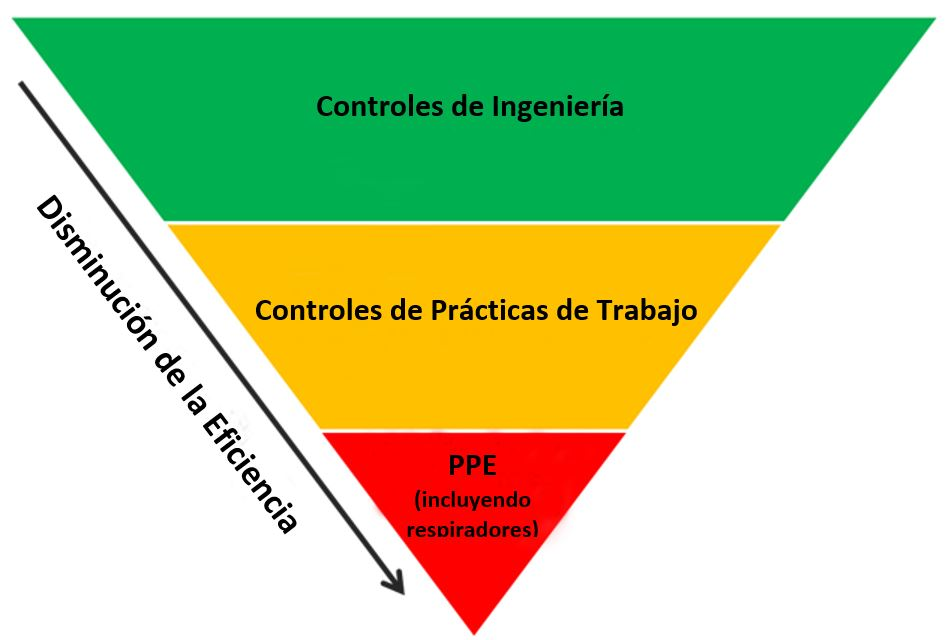 Controles de Ingeniería
Disminución de la Eficiencia
Controles de Prácticas de Trabajo
PPE
(incluyendo
respiradores)